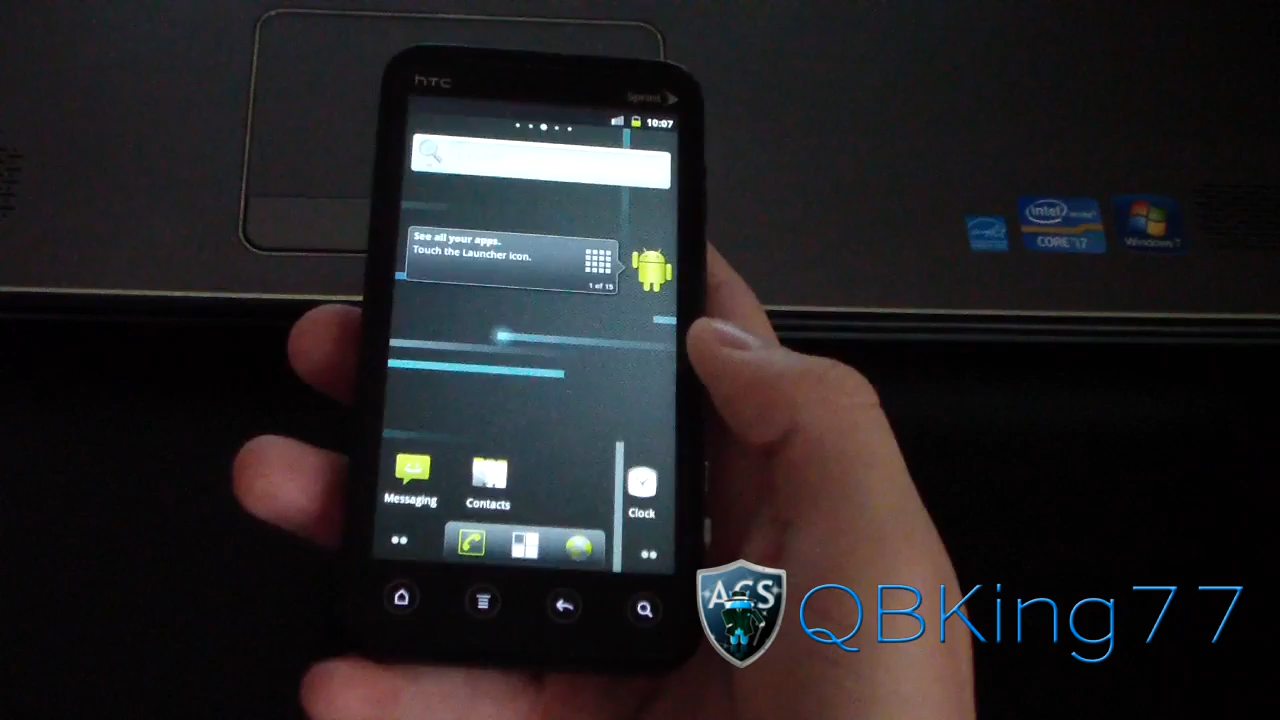 hTC
Sprint
10:07
See all your apps.
Touch the Launcher icon.
1 of 15
Messaging
Contacts
Clock
intel
inside
CORE i7
Windows 7
ACS
QBKing77